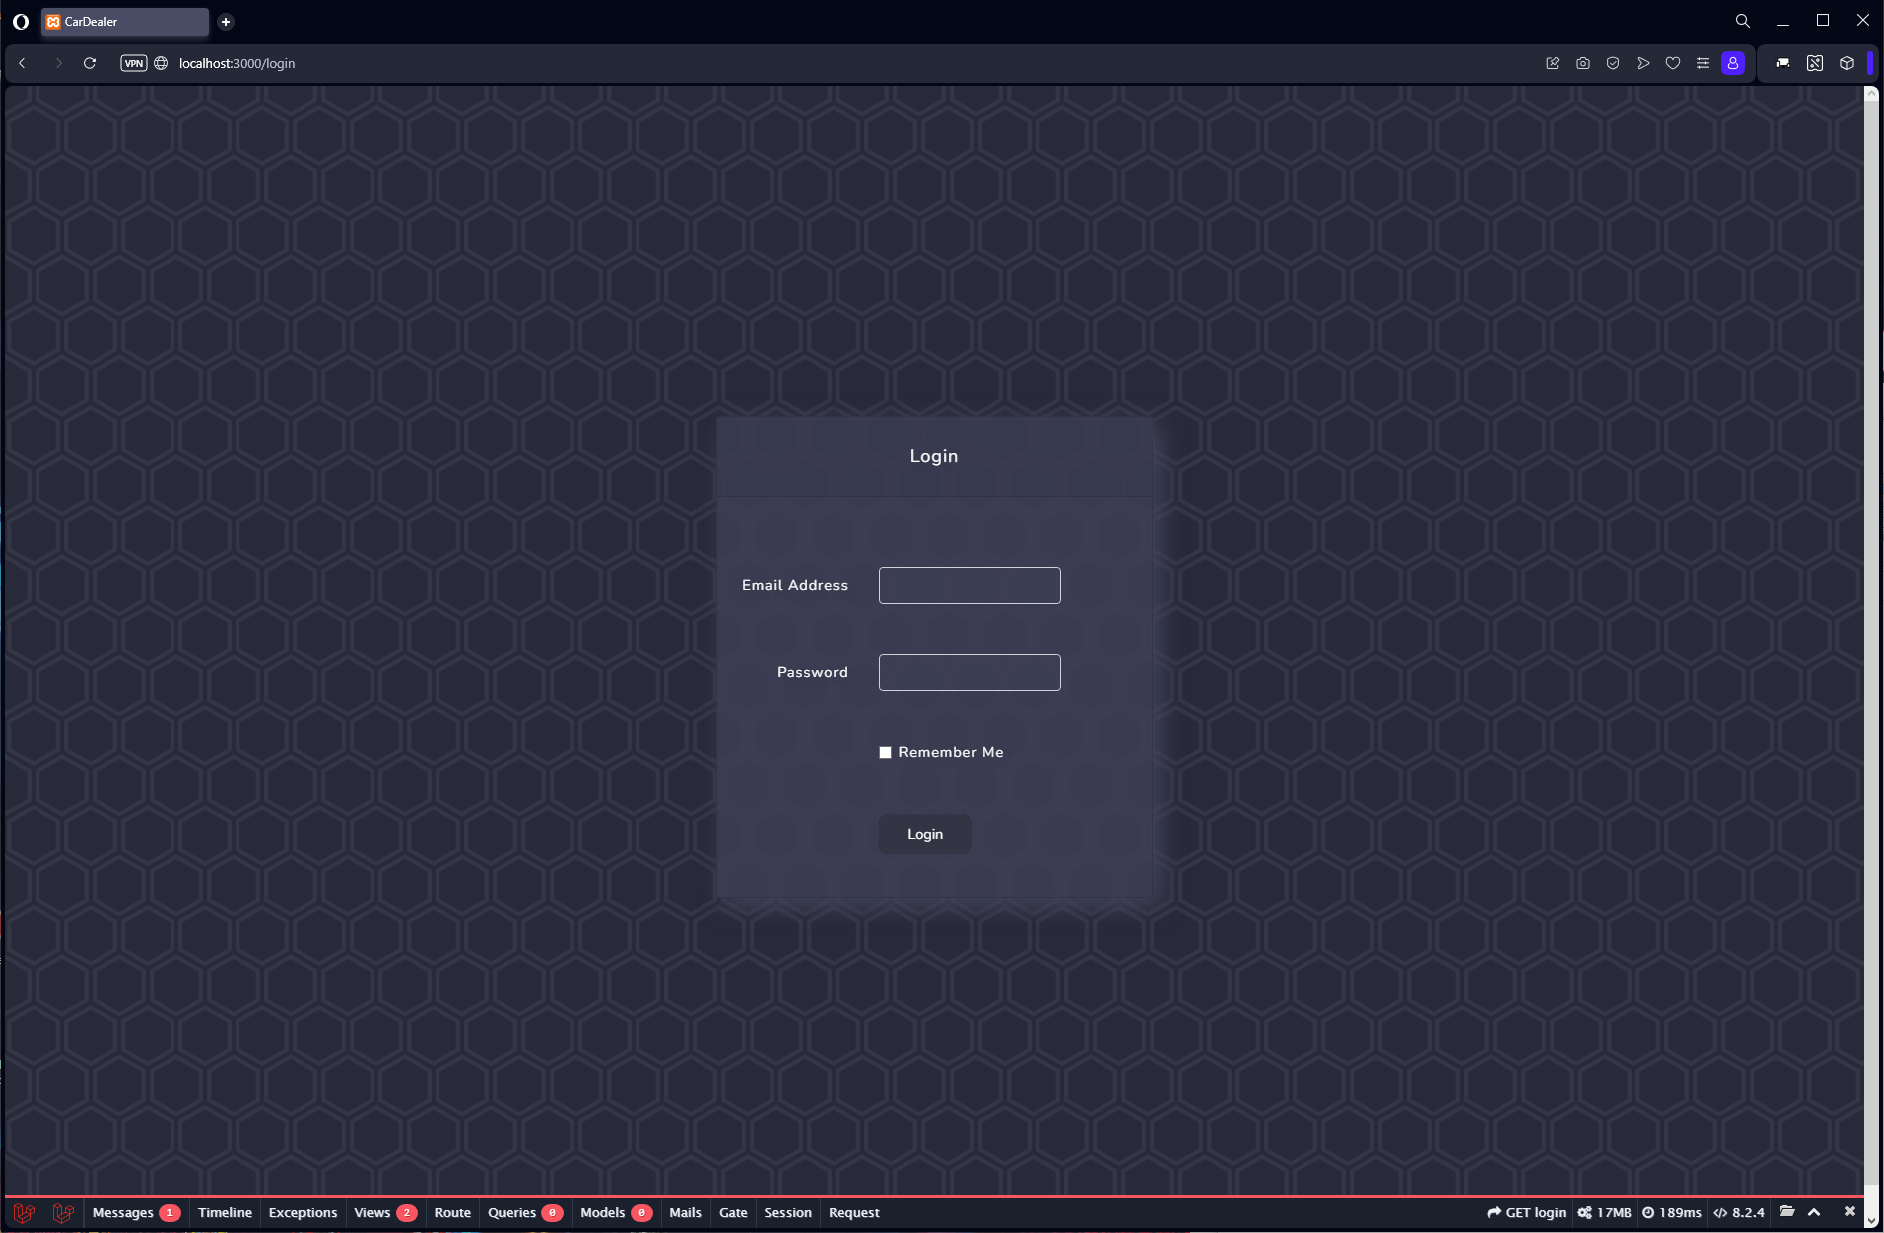 CarDealer
VPN localhost:3000/login
Login
Email Address
Password
Remember Me
Login
Messages 1 Timeline Exceptions Views 2 Route Queries 0 Models 0 Mails Gate Session Request GET login 17MB 189ms 8.2.4